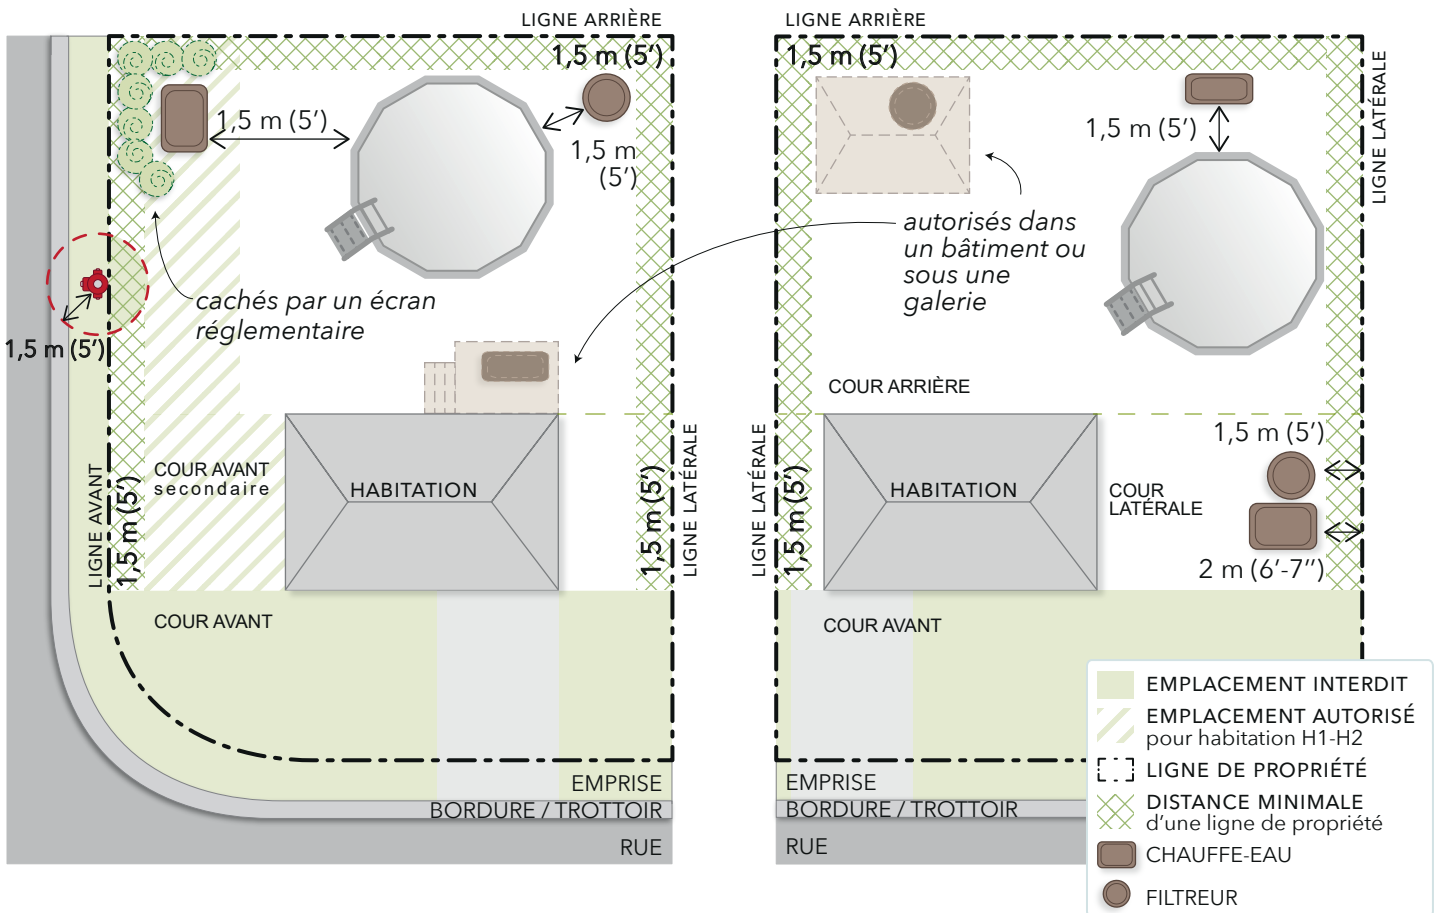 LIGNE ARRIÈRE
1,5 m (5’)
1,5 m (5’)
1,5 m
(5’)
cachés par un écran
réglementaire
1,5 m (5’)
LIGNE AVANT
1,5 m (5’)
COUR AVANT
secondaire
HABITATION
1,5 m (5’)
LIGNE LATÉRALE
COUR AVANT
EMPRISE
BORDURE / TROTTOIR
RUE
LIGNE ARRIÈRE
1,5 m (5’)
1,5 m (5’)
LIGNE LATÉRALE
autorisés dans
un bâtiment ou
sous une
galerie
COUR ARRIÈRE
LIGNE LATÉRALE
1,5 m (5’)
HABITATION
COUR
LATÉRALE
1,5 m (5’)
2 m (6’-7’’)
COUR AVANT
EMPRISE
BORDURE / TROTTOIR
RUE
EMPLACEMENT INTERDIT
EMPLACEMENT AUTORISÉ
pour habitation H1-H2
LIGNE DE PROPRIÉTÉ
DISTANCE MINIMALE
d’une ligne de propriété
CHAUFFE-EAU
FILTREUR